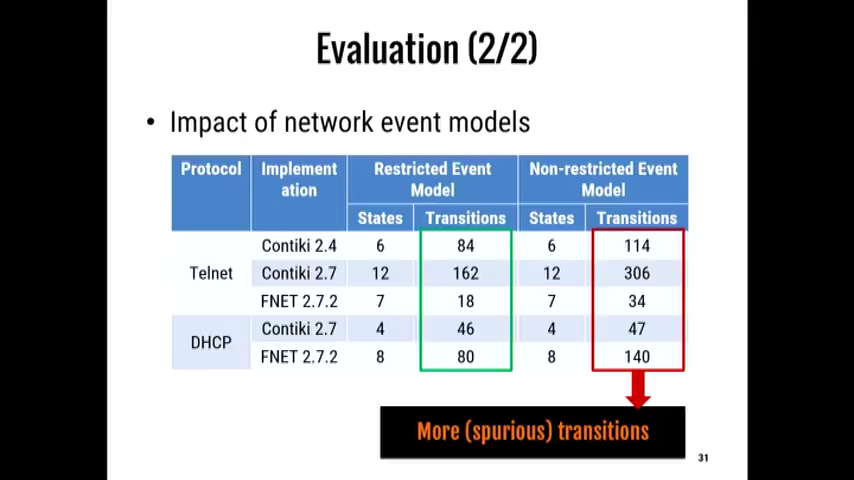 Evaluation (2/2)
• Impact of network event models
Protocol Implement Restricted Event Non-restricted Event
ation Model Model
States Transitions States Transitions
Contiki 2.4 6 84 6 114
Telnet Contiki 2.7 12 162 12 306
FNET 2.7.2 7 18 7 34
DHCP Contiki 2.7 4 46 4 47
FNET 2.7.2 8 80 8 140
More (spurious) transitions
31